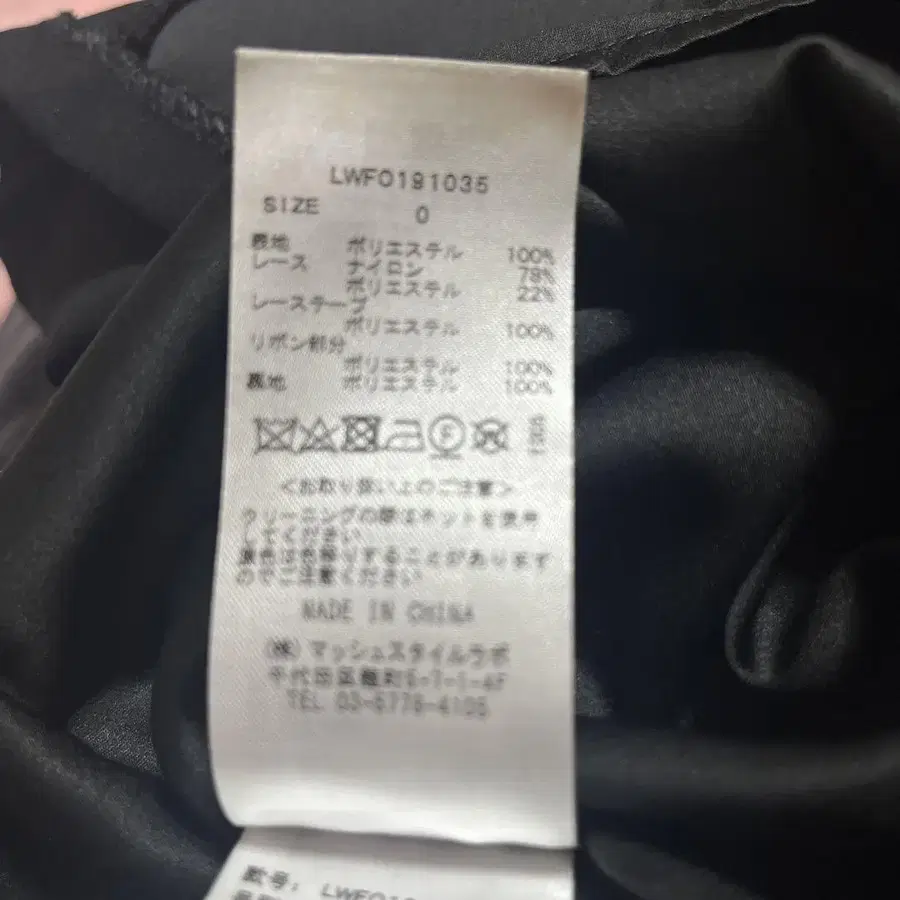 LWFO191035
SIZE 0
表地 ポリエステル 100%
レース ナイロン 78%
ポリエステル 22%
レーステープ
ポリエステル 100%
リボン部分
ポリエステル 100%
裏地 ポリエステル 100%
<お取り扱い上のご注意>
クリーニングの際はネットを使用
してください
濃色は色移りすることがあります
のでご注意ください
MADE IN CHINA
(株)マッシュスタイルラボ
千代田区麹町5-7-1-4F
TEL 03-6778-4105
款号: LWFO19